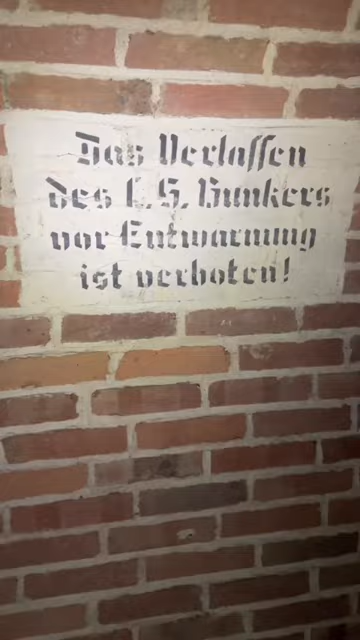 Das Verlassen
des L.S. Bunkers
vor Entwarnung
ist verboten!